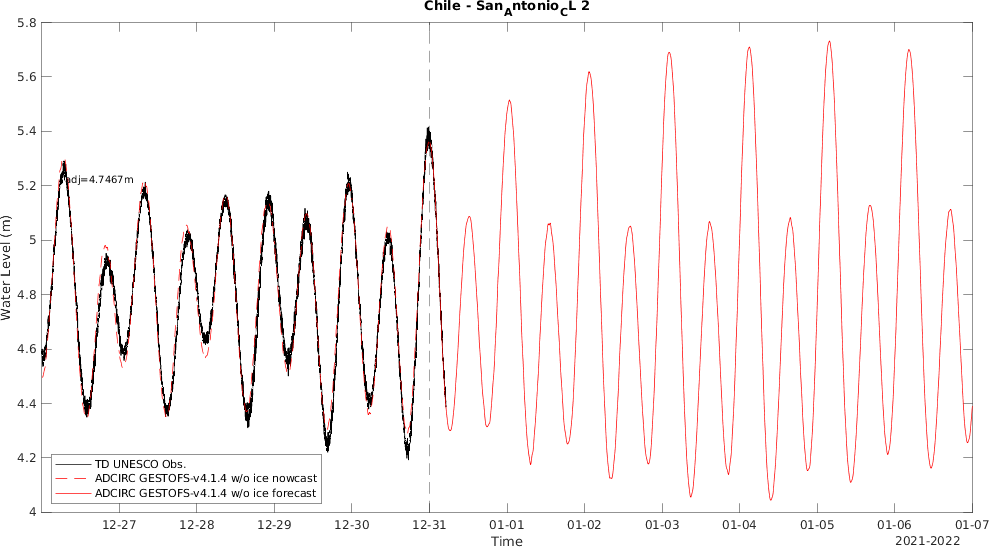 Chile - San_Antonio_CL 2
5.8
5.6
5.4
5.2
5
4.8
4.6
4.4
4.2
4
Water Level (m)
adj=4.7467m
TD UNESCO Obs.
ADCIRC GESTOFS-v4.1.4 w/o ice nowcast
ADCIRC GESTOFS-v4.1.4 w/o ice forecast
12-27 12-28 12-29 12-30 12-31 01-01 01-02 01-03 01-04 01-05 01-06 01-07
Time
2021-2022